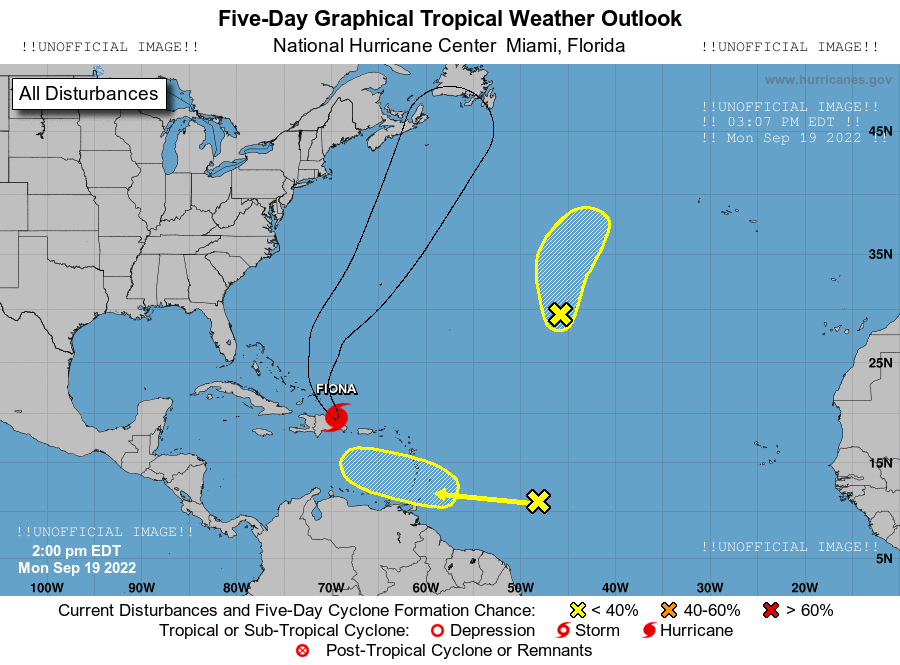 Five-Day Graphical Tropical Weather Outlook
!!UNOFFICIAL IMAGE!! National Hurricane Center Miami, Florida !!UNOFFICIAL IMAGE!!
www.hurricanes.gov
All Disturbances
!!UNOFFICIAL IMAGE!!
!! 03:07 PM EDT !!
!! Mon Sep 19 2022 !!
45N
35N
25N
FIONA
15N
!!UNOFFICIAL IMAGE!!
2:00 pm EDT
Mon Sep 19 2022
!!UNOFFICIAL IMAGE!!
5N
100W 90W 80W 70W 60W 50W 40W 30W 20W
Current Disturbances and Five-Day Cyclone Formation Chance: < 40% 40-60% > 60%
Tropical or Sub-Tropical Cyclone: Depression Storm Hurricane
Post-Tropical Cyclone or Remnants